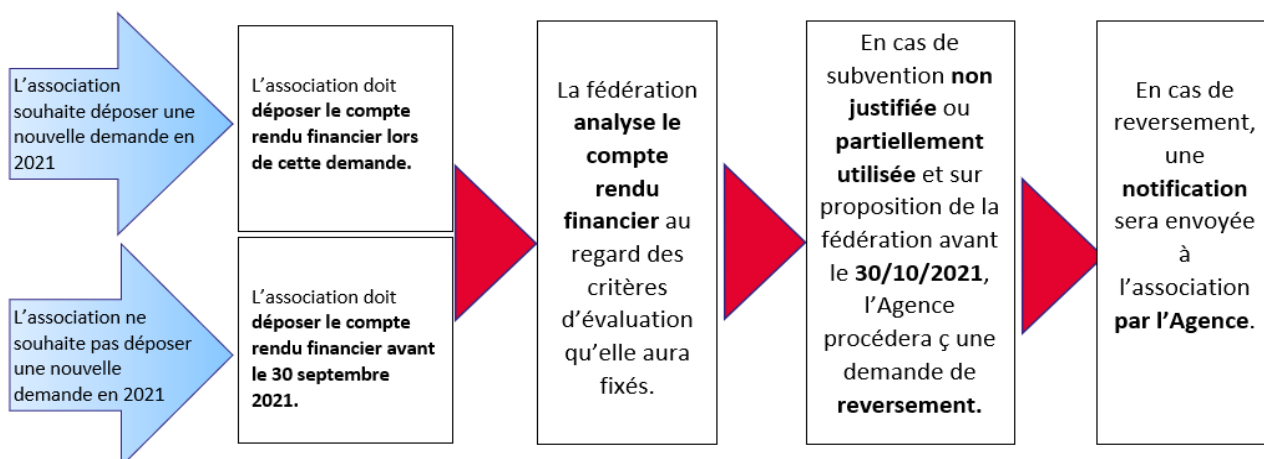 L'association
souhaite déposer une
nouvelle demande en
2021
L'association doit
déposer le compte
rendu financier lors
de cette demande.
L'association ne
souhaite pas déposer
une nouvelle
demande en 2021
L'association doit
déposer le compte
rendu financier avant
le 30 septembre
2021.
La fédération
analyse le
compte
rendu
financier au
regard des
critères
d'évaluation
qu'elle aura
fixés.
En cas de
subvention non
justifiée ou
partiellement
utilisée et sur
proposition de la
fédération avant
le 30/10/2021,
l'Agence
procédera ç une
demande de
reversement.
En cas de
reversement,
une
notification
sera envoyée
à
l'association
par l'Agence.